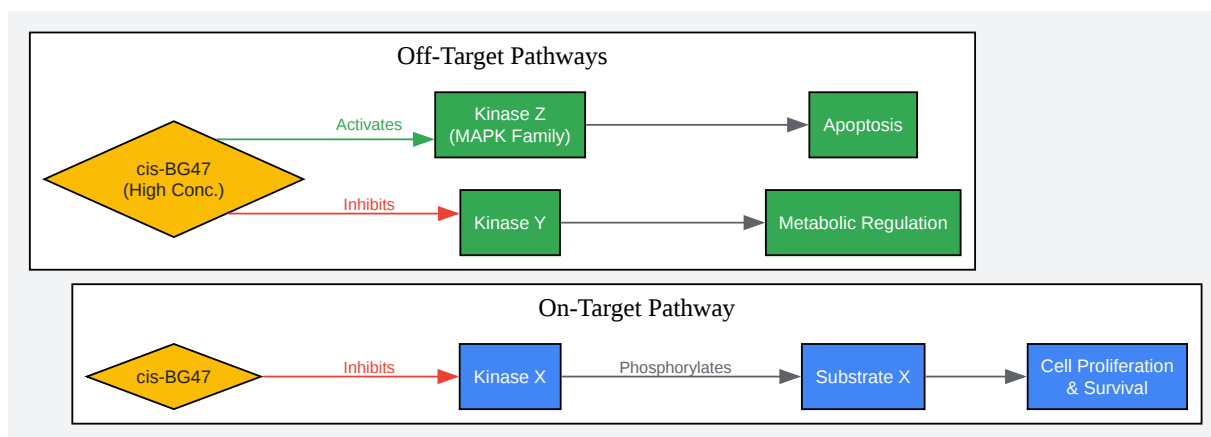 Off-Target Pathways
cis-BG47
(High Conc.)
Activates
Kinase Z
(MAPK Family)
Apoptosis
Inhibits
Kinase Y
Metabolic Regulation
On-Target Pathway
cis-BG47
Inhibits
Kinase X
Phosphorylates
Substrate X
Cell Proliferation
& Survival